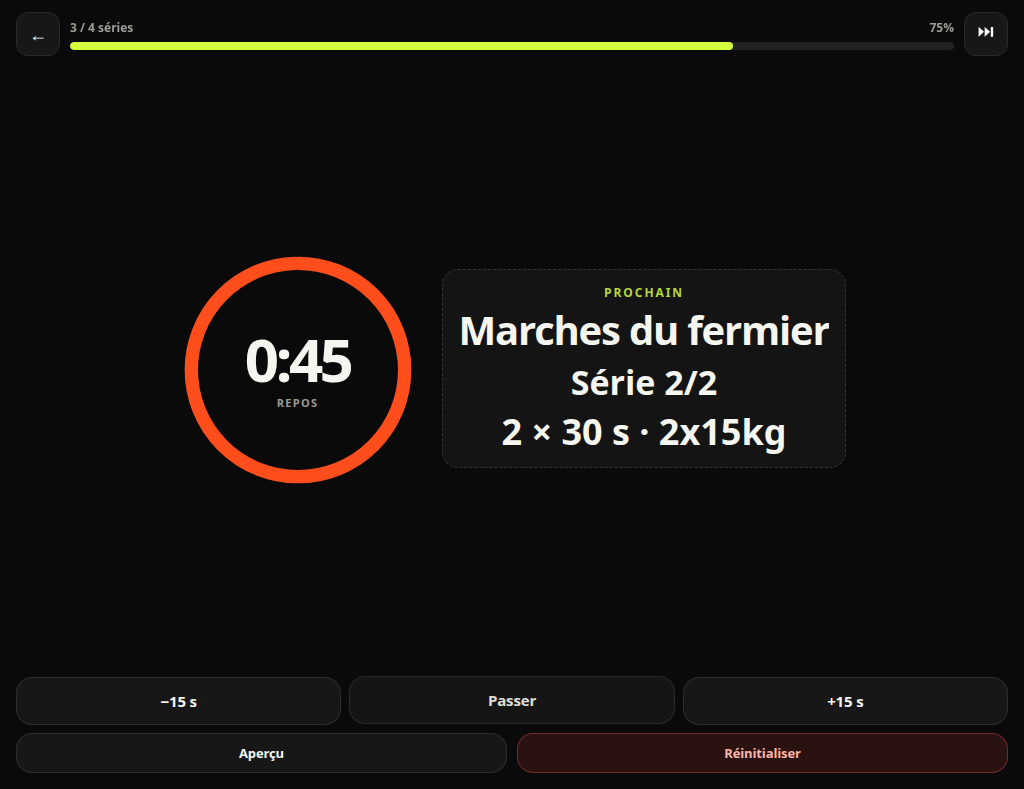 ←
3 / 4 séries
75%
⏭
0:45
REPOS
PROCHAIN
Marches du fermier
Série 2/2
2 × 30 s · 2x15kg
−15 s
Passer
+15 s
Aperçu
Réinitialiser